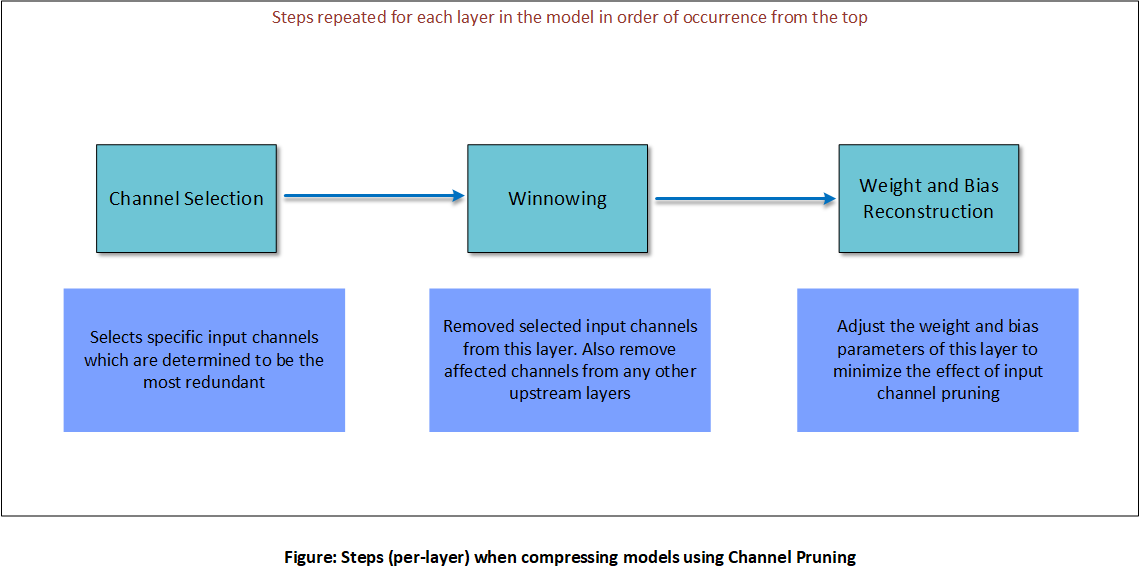 Steps repeated for each layer in the model in order of occurrence from the top
Channel Selection
Winnowing
Weight and Bias
Reconstruction
Selects specific input channels
which are determined to be the
most redundant
Removed selected input channels
from this layer. Also remove
affected channels from any other
upstream layers
Adjust the weight and bias
parameters of this layer to
minimize the effect of input
channel pruning
Figure: Steps (per-layer) when compressing models using Channel Pruning